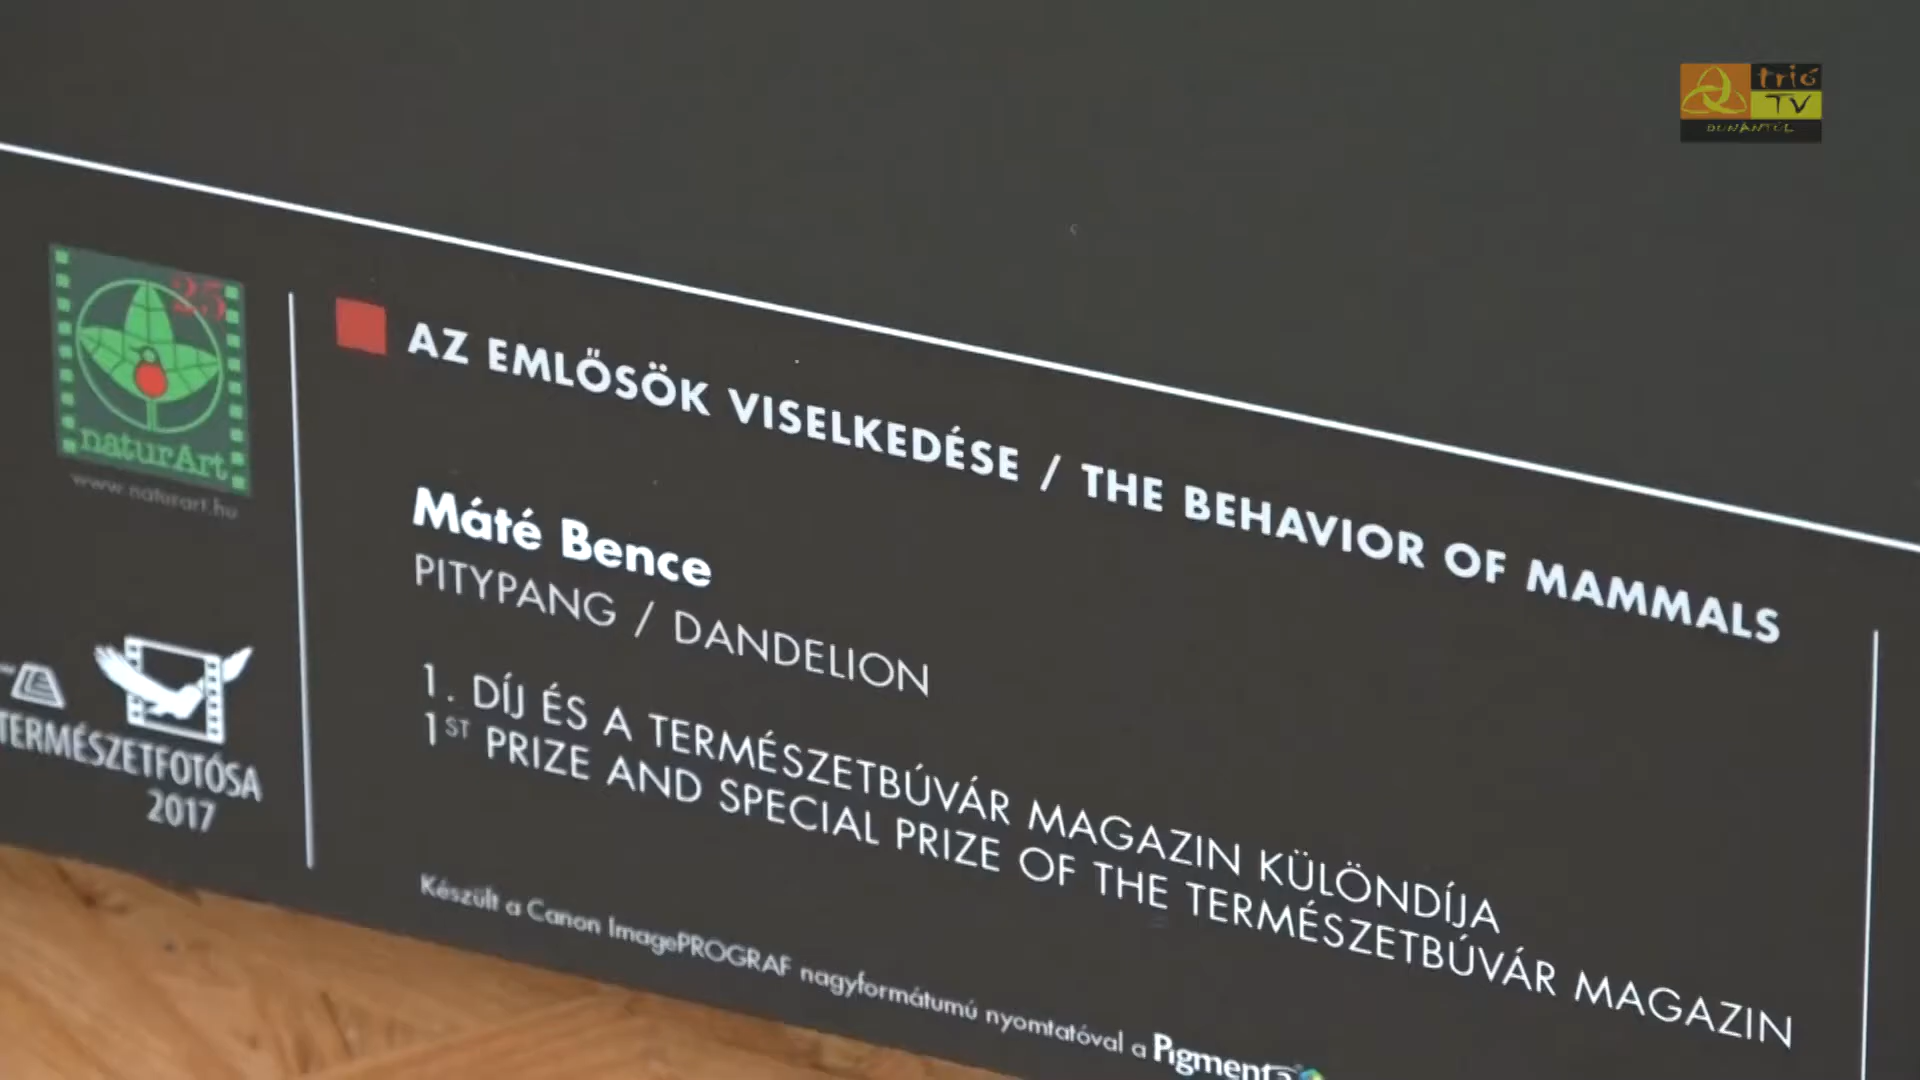 trió
TV
DUNÁNTÚL
25
naturArt
www.naturart.hu
TERMÉSZETFOTÓSA
2017
AZ EMLŐSÖK VISELKEDÉSE / THE BEHAVIOR OF MAMMALS
Máté Bence
PITYPANG / DANDELION
1. DÍJ ÉS A TERMÉSZETBÚVÁR MAGAZIN KÜLÖNDÍJA
1ST PRIZE AND SPECIAL PRIZE OF THE TERMÉSZETBÚVÁR MAGAZIN
Készült a Canon ImagePROGRAF nagyformátumú nyomtatóval a Pigmenta